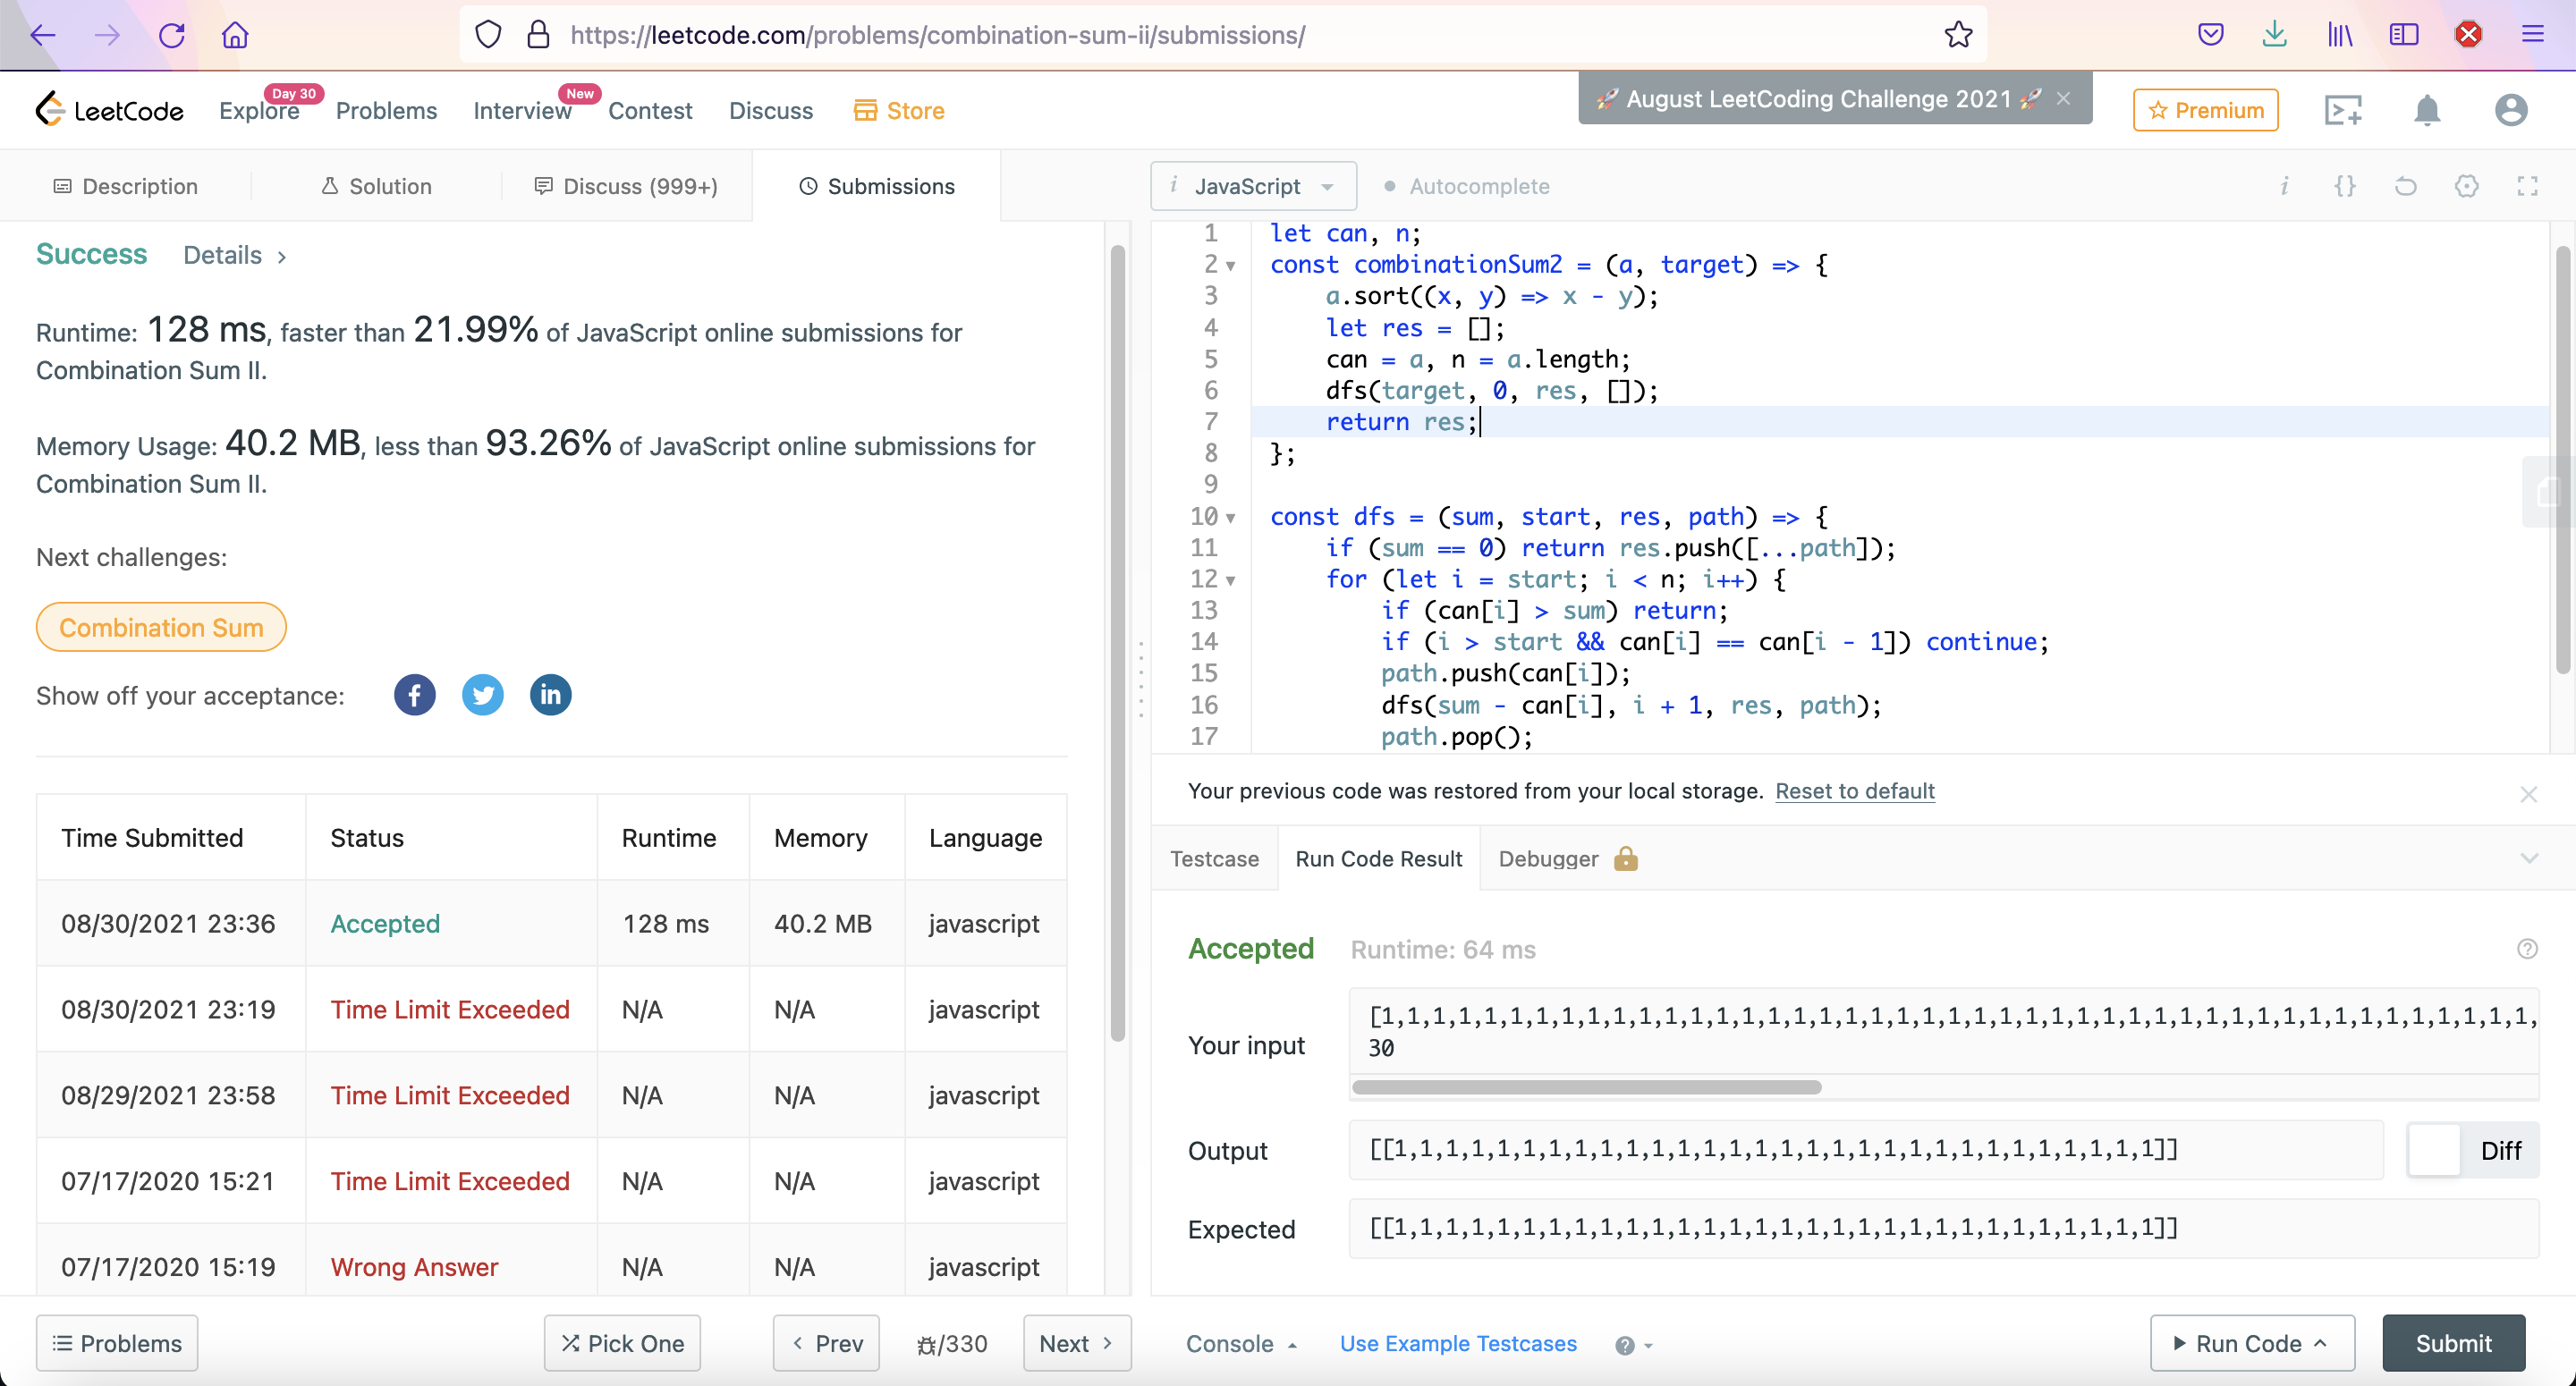 https://leetcode.com/problems/combination-sum-ii/submissions/
LeetCode
Explore
Day 30
Problems
Interview
New
Contest
Discuss
Store
🚀 August LeetCoding Challenge 2021 🚀
Premium
Description
Solution
Discuss (999+)
Submissions
Success Details >
Runtime: 128 ms, faster than 21.99% of JavaScript online submissions for
Combination Sum II.
Memory Usage: 40.2 MB, less than 93.26% of JavaScript online submissions for
Combination Sum II.
Next challenges:
Combination Sum
Show off your acceptance:
Time Submitted Status Runtime Memory Language
08/30/2021 23:36 Accepted 128 ms 40.2 MB javascript
08/30/2021 23:19 Time Limit Exceeded N/A N/A javascript
08/29/2021 23:58 Time Limit Exceeded N/A N/A javascript
07/17/2020 15:21 Time Limit Exceeded N/A N/A javascript
07/17/2020 15:19 Wrong Answer N/A N/A javascript
Problems
Pick One
Prev
/330
Next
i JavaScript
Autocomplete
1 let can, n;
2 const combinationSum2 = (a, target) => {
3     a.sort((x, y) => x - y);
4     let res = [];
5     can = a, n = a.length;
6     dfs(target, 0, res, []);
7     return res;
8 };
9
10 const dfs = (sum, start, res, path) => {
11     if (sum == 0) return res.push([...path]);
12     for (let i = start; i < n; i++) {
13         if (can[i] > sum) return;
14         if (i > start && can[i] == can[i - 1]) continue;
15         path.push(can[i]);
16         dfs(sum - can[i], i + 1, res, path);
17         path.pop();
Your previous code was restored from your local storage. Reset to default
Testcase
Run Code Result
Debugger
Accepted Runtime: 64 ms
Your input
[1,1,1,1,1,1,1,1,1,1,1,1,1,1,1,1,1,1,1,1,1,1,1,1,1,1,1,1,1,1,1,1,1,1,1,1,1,1,1,1,1,1,1,1,1,
30
Output
[[1,1,1,1,1,1,1,1,1,1,1,1,1,1,1,1,1,1,1,1,1,1,1,1,1,1,1,1,1,1]]
Diff
Expected
[[1,1,1,1,1,1,1,1,1,1,1,1,1,1,1,1,1,1,1,1,1,1,1,1,1,1,1,1,1,1]]
Console
Use Example Testcases
Run Code
Submit